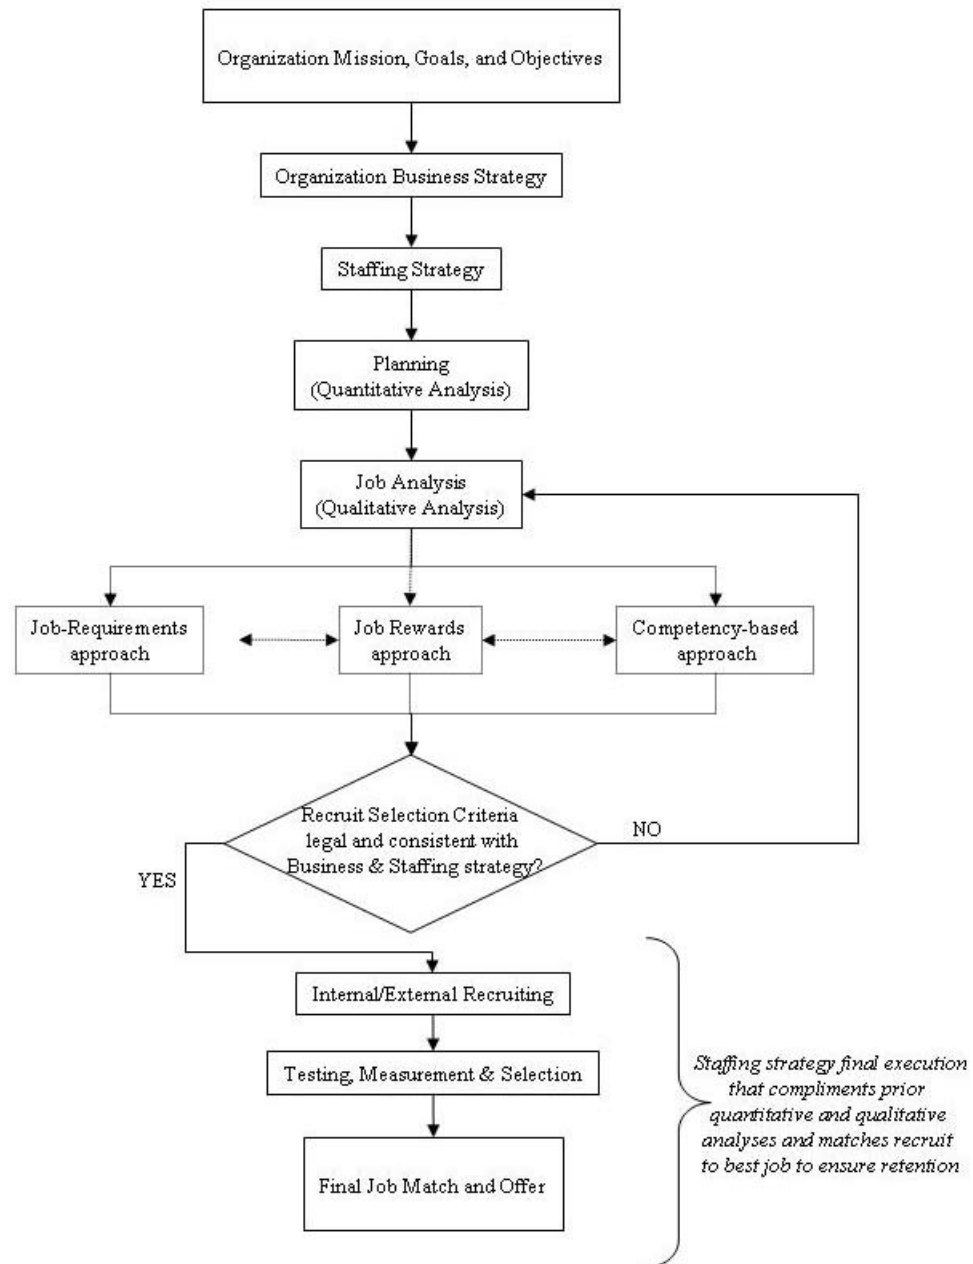 Organization Mission, Goals, and Objectives
Organization Business Strategy
Staffing Strategy
Planning
(Quantitative Analysis)
Job Analysis
(Qualitative Analysis)
Job-Requirements
approach
Job Rewards
approach
Competency-based
approach
Recruit Selection Criteria
legal and consistent with
Business & Staffing strategy?
NO
YES
Internal/External Recruiting
Testing, Measurement & Selection
Final Job Match and Offer
Staffing strategy final execution
that compliments prior
quantitative and qualitative
analyses and matches recruit
to best job to ensure retention